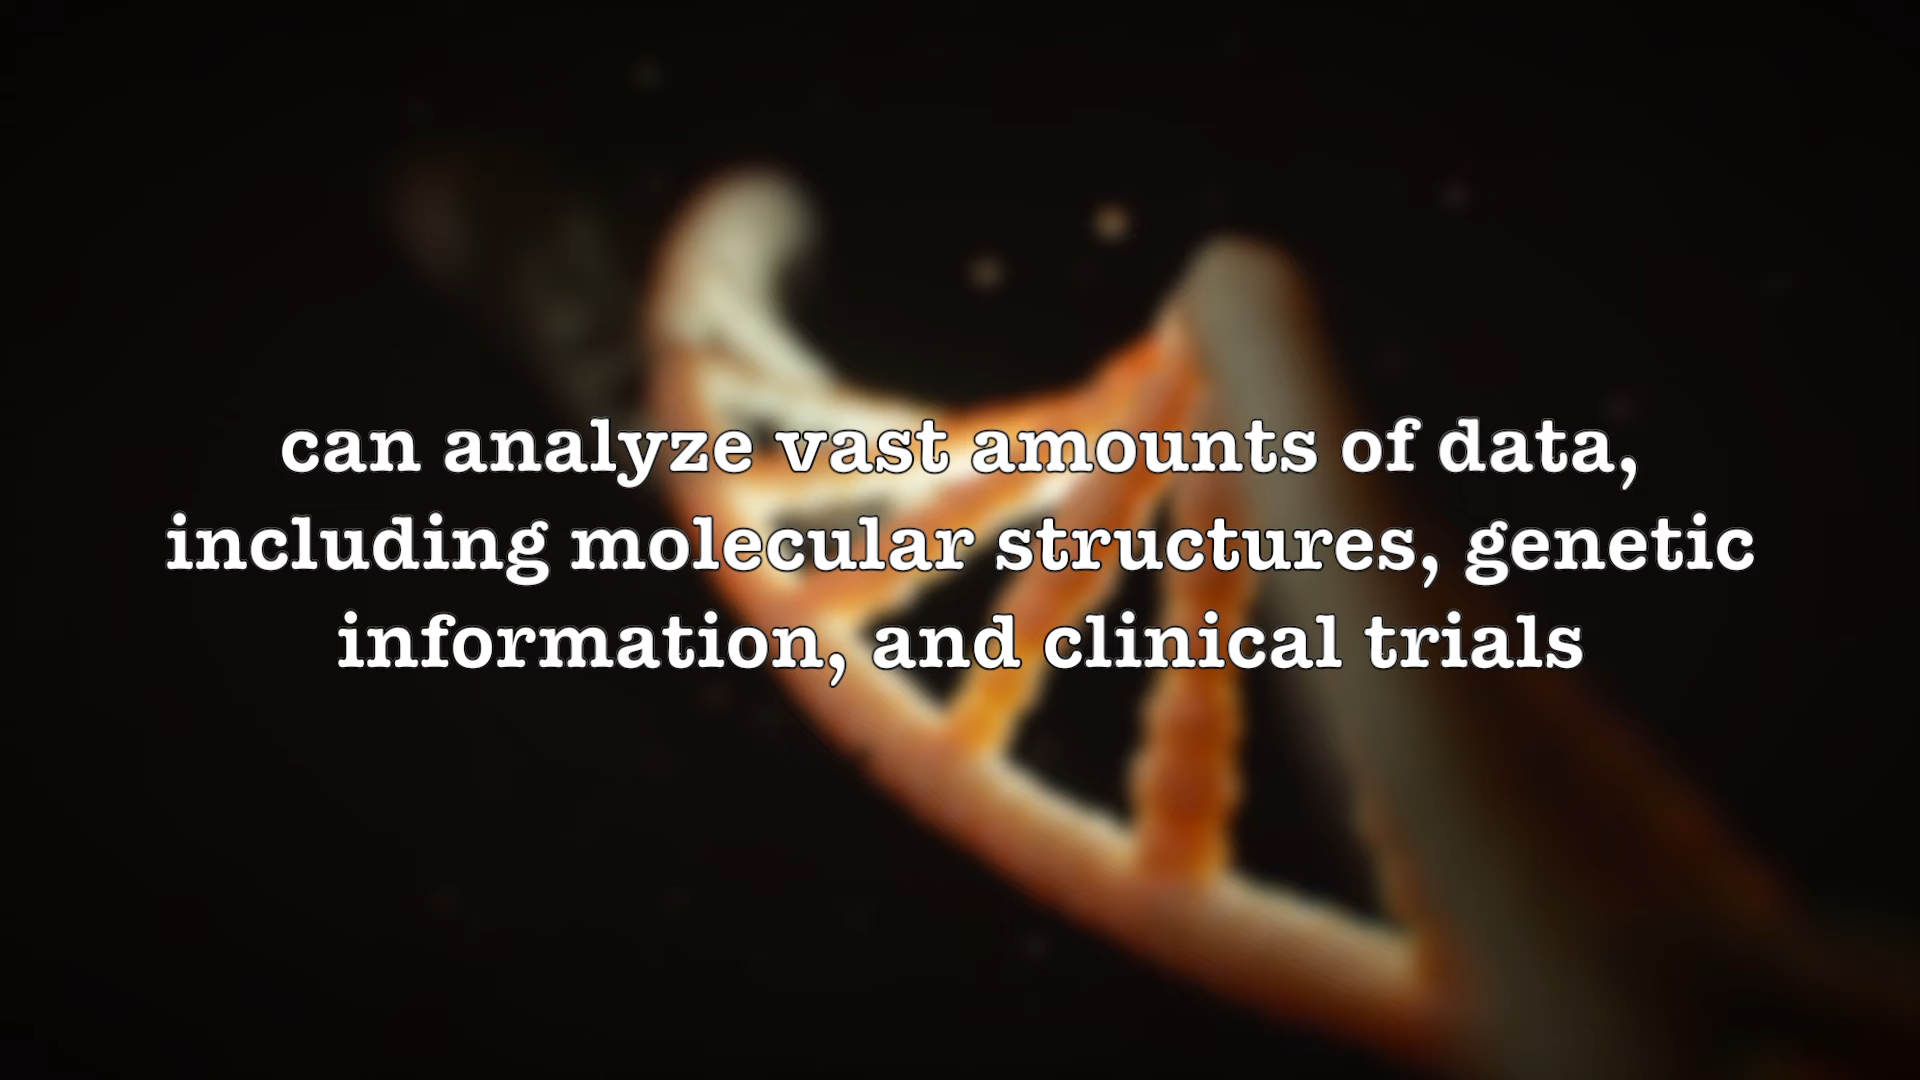 can analyze vast amounts of data,
including molecular structures, genetic
information, and clinical trials